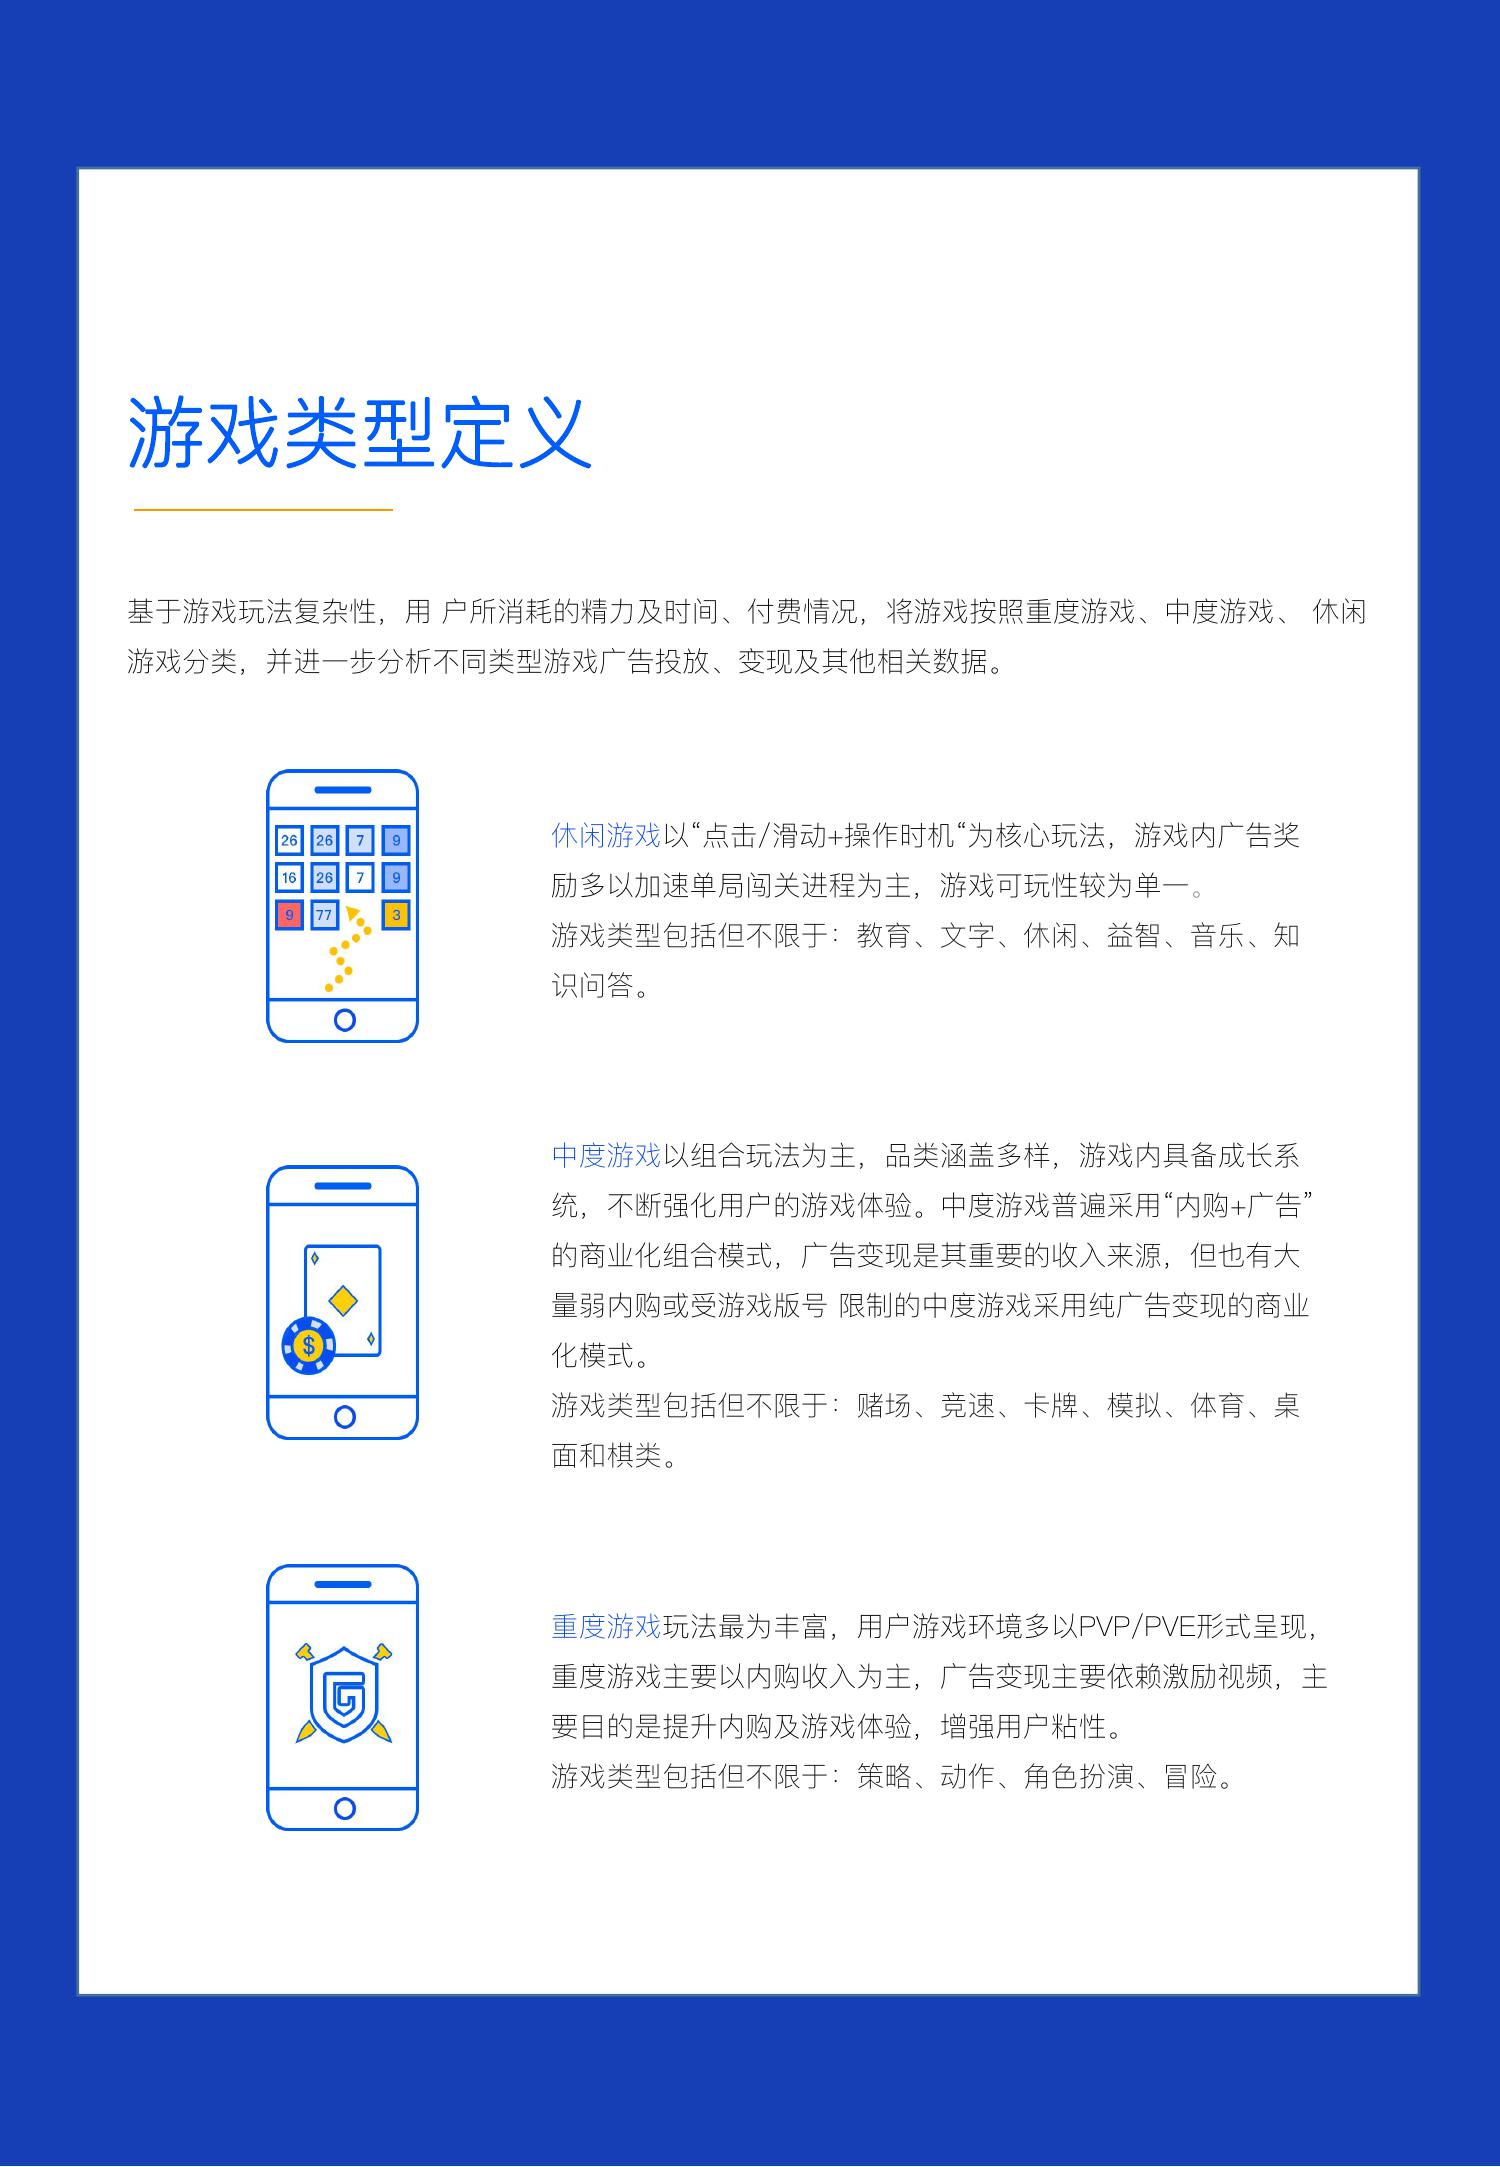 游戏类型定义
基于游戏玩法复杂性，用 户所消耗的精力及时间、付费情况，将游戏按照重度游戏、中度游戏、 休闲
游戏分类，并进一步分析不同类型游戏广告投放、变现及其他相关数据。
26 26 7 9
16 26 7 9
9 77 3
休闲游戏以“点击/滑动+操作时机“为核心玩法，游戏内广告奖
励多以加速单局闯关进程为主，游戏可玩性较为单一。
游戏类型包括但不限于：教育、文字、休闲、益智、音乐、知
识问答。
$
中度游戏以组合玩法为主，品类涵盖多样，游戏内具备成长系
统，不断强化用户的游戏体验。中度游戏普遍采用“内购+广告”
的商业化组合模式，广告变现是其重要的收入来源，但也有大
量弱内购或受游戏版号 限制的中度游戏采用纯广告变现的商业
化模式。
游戏类型包括但不限于：赌场、竞速、卡牌、模拟、体育、桌
面和棋类。
重度游戏玩法最为丰富，用户游戏环境多以PVP/PVE形式呈现，
重度游戏主要以内购收入为主，广告变现主要依赖激励视频，主
要目的是提升内购及游戏体验，增强用户粘性。
游戏类型包括但不限于：策略、动作、角色扮演、冒险。